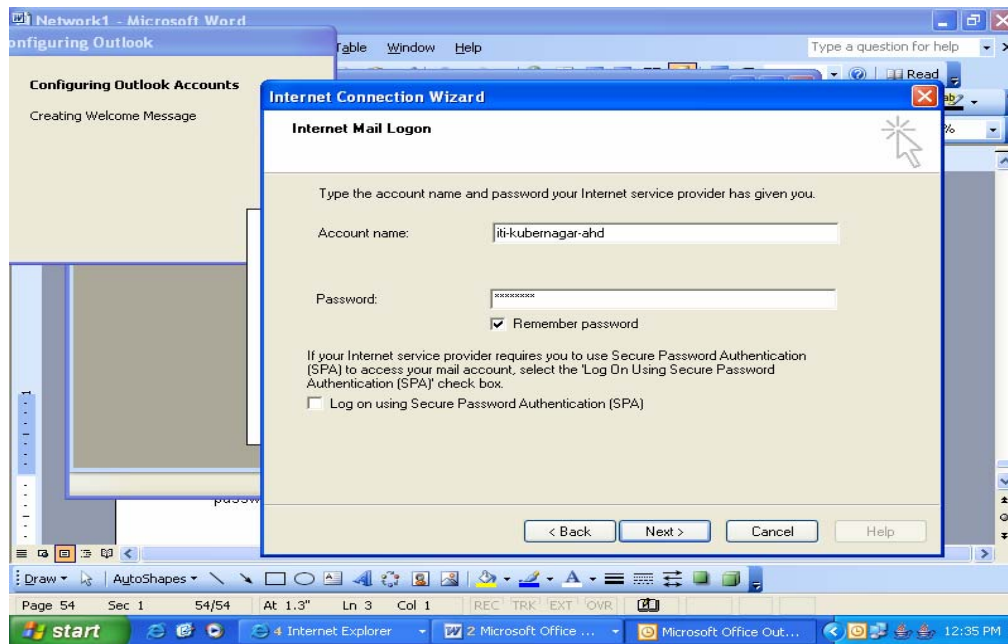 Network1 - Microsoft Word
onfiguring Outlook
Table Window Help
Type a question for help
Configuring Outlook Accounts
Creating Welcome Message
Read
Internet Connection Wizard
Internet Mail Logon
Type the account name and password your Internet service provider has given you.
Account name: iti-kubernagar-ahd
Password: ********
Remember password
If your Internet service provider requires you to use Secure Password Authentication
(SPA) to access your mail account, select the 'Log On Using Secure Password
Authentication (SPA)' check box.
Log on using Secure Password Authentication (SPA)
< Back Next > Cancel Help
Draw AutoShapes
Page 54 Sec 1 54/54 At 1.3" Ln 3 Col 1 REC TRK EXT OVR
start 4 Internet Explorer 2 Microsoft Office ... Microsoft Office Out... 12:35 PM